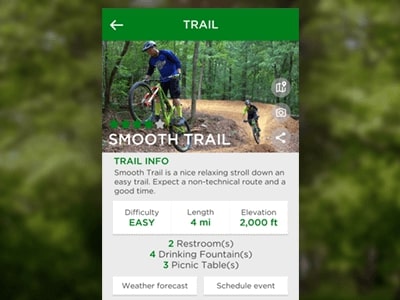 TRAIL
SMOOTH TRAIL
TRAIL INFO
Smooth Trail is a nice relaxing stroll down an
easy trail. Expect a non-technical route and a
good time.
Difficulty Length Elevation
EASY 4 mi 2,000 ft
2 Restroom(s)
4 Drinking Fountain(s)
3 Picnic Table(s)
Weather forecast Schedule event